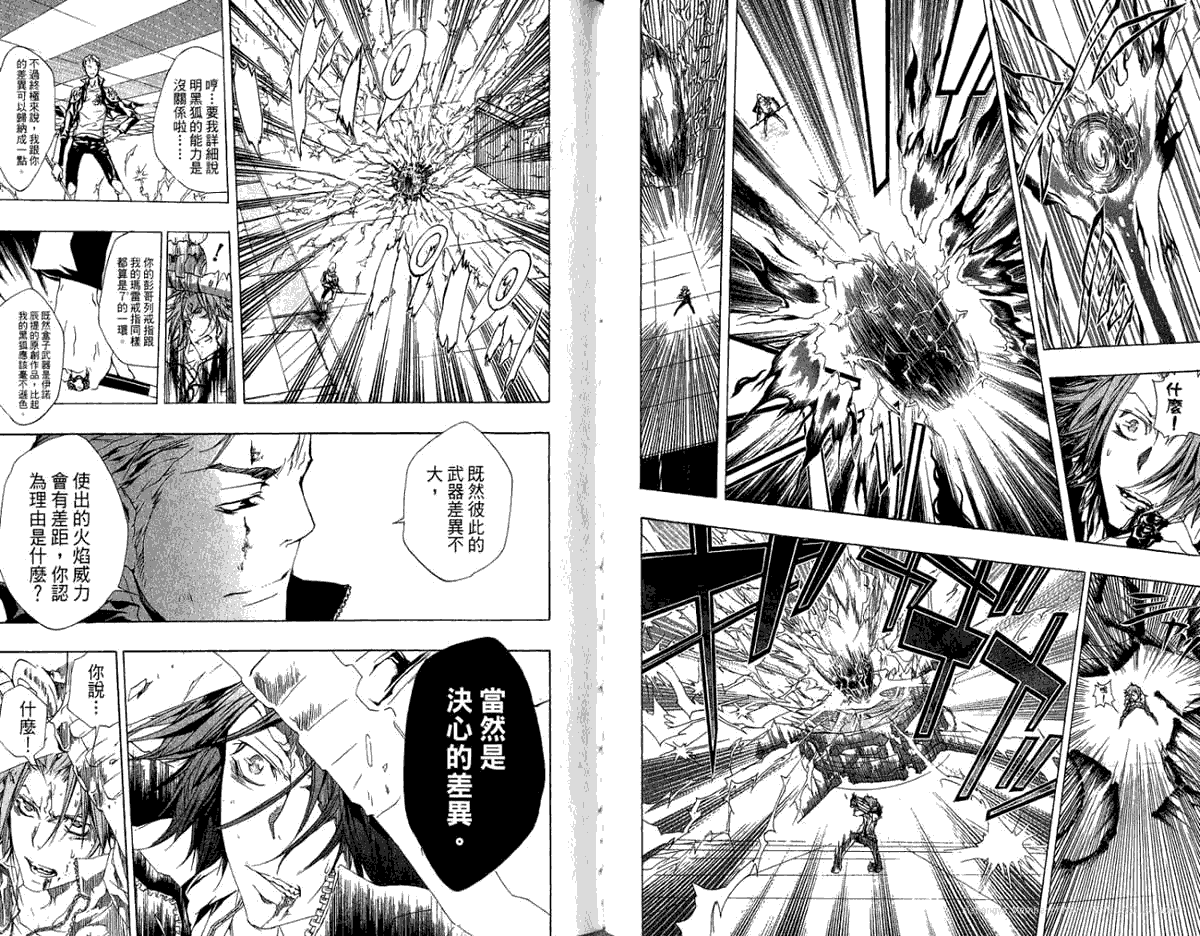 什麼!
哼…要我詳細說
明黑狐的能力是
沒關係啦……
不過終極來說,我跟你
的差異可以歸納成一點。
你的彭哥列戒指跟
我的瑪雷戒指同樣
都算是了的一環。
既然盒子武器是伊諾
辰提的原創作品,比起
我的黑狐應該毫不遜色。
既然彼此的
武器差異不
大,
使出的火焰威力
會有差距,你認
為理由是什麼?
當然是
決心的差異。
你說…
什麼!